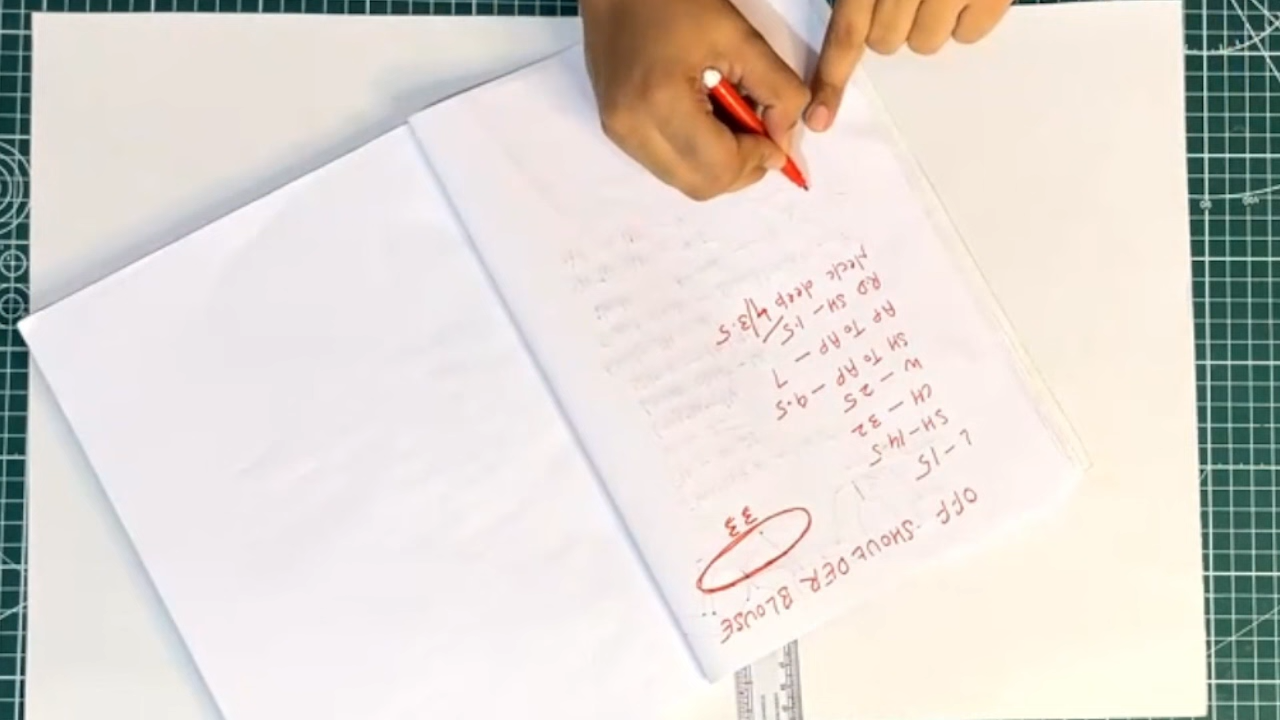 OFF SHOULDER BLOUSE
L-15
SH-14.5
CH - 32
W - 25
SH TO AP - 9.5
AP TO AP - 7
RD SH - 1.5
Neck deep 4/3.5
33